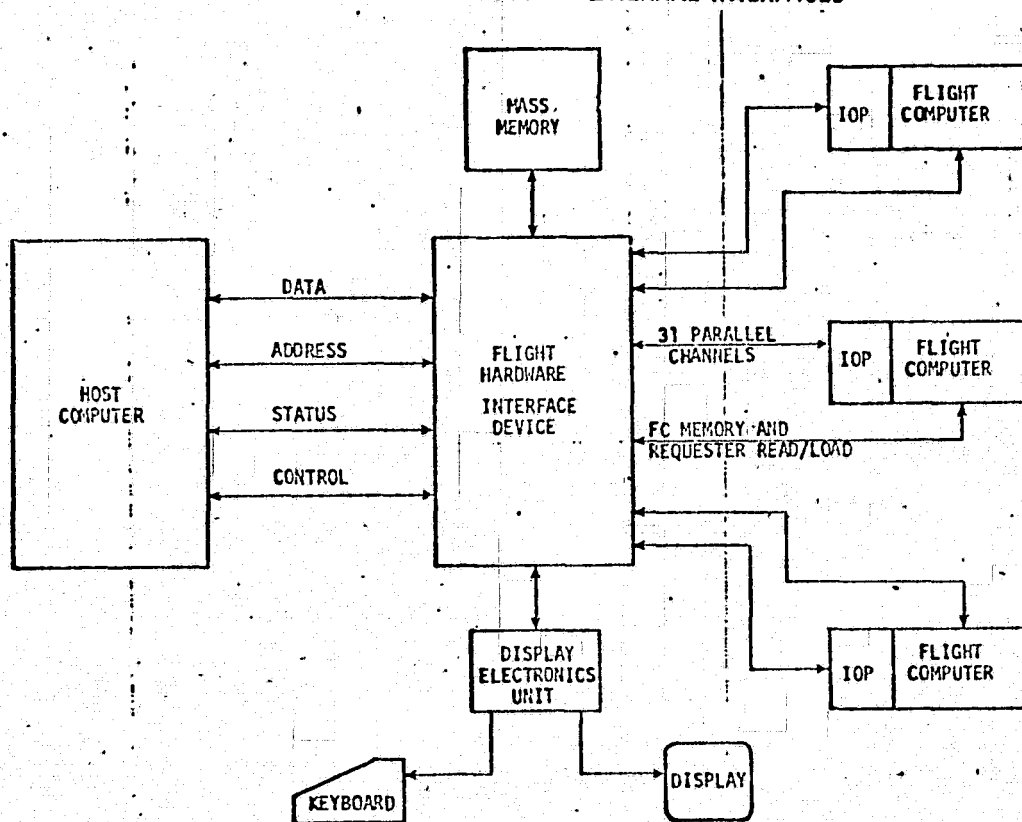 MASS
MEMORY
IOP
FLIGHT
COMPUTER
DATA
ADDRESS
STATUS
CONTROL
HOST
COMPUTER
FLIGHT
HARDWARE
INTERFACE
DEVICE
31 PARALLEL
CHANNELS
IOP
FLIGHT
COMPUTER
FC MEMORY AND
REQUESTER READ/LOAD
DISPLAY
ELECTRONICS
UNIT
IOP
FLIGHT
COMPUTER
KEYBOARD
DISPLAY